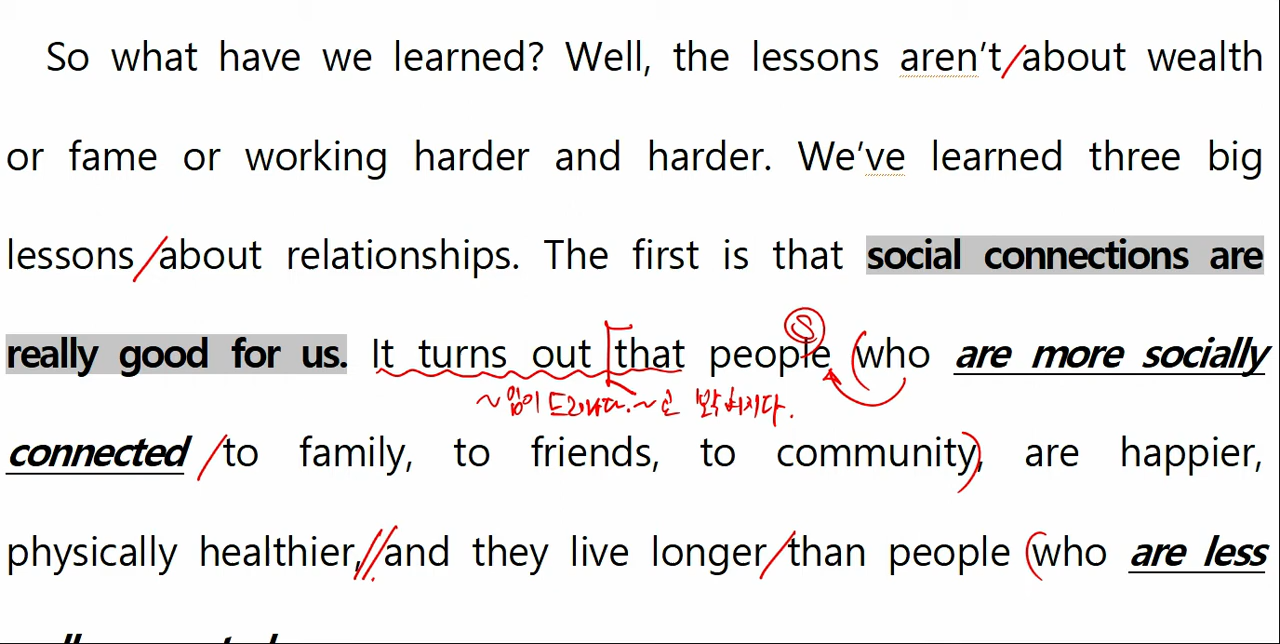 So what have we learned? Well, the lessons aren't about wealth
or fame or working harder and harder. We've learned three big
lessons about relationships. The first is that social connections are
S
really good for us. It turns out that people (who are more socially
~임이 드러나다. ~고 밝혀지다.
connected to family, to friends, to community), are happier,
physically healthier, and they live longer than people (who are less